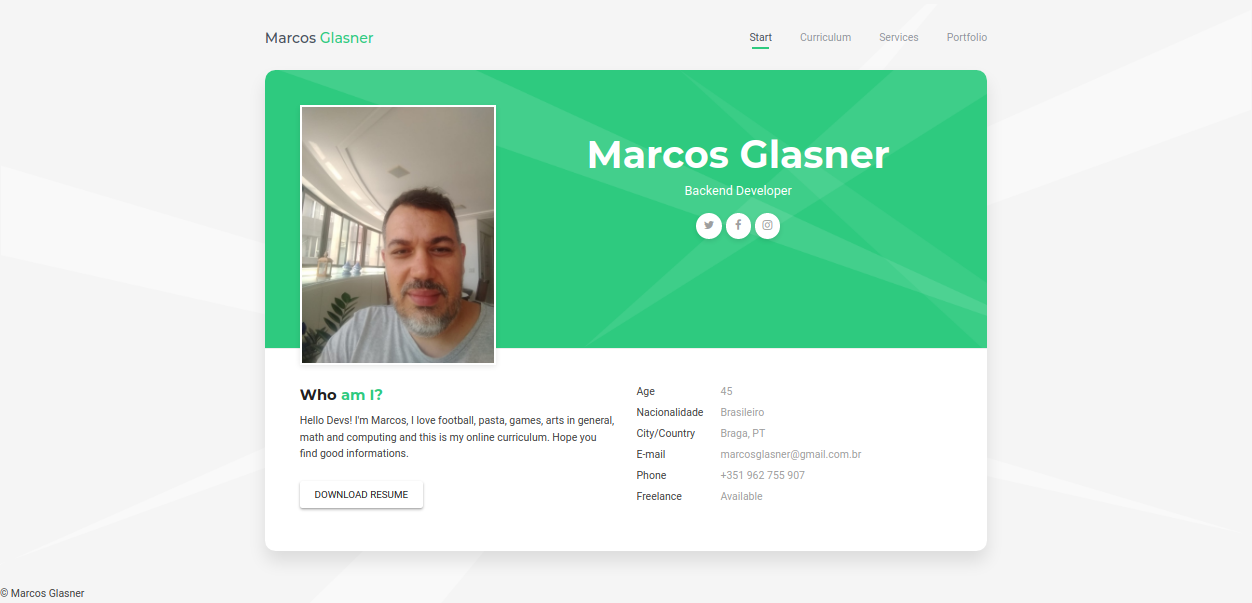 Marcos Glasner
Start Curriculum Services Portfolio
Marcos Glasner
Backend Developer
Who am I?
Hello Devs! I'm Marcos, I love football, pasta, games, arts in general,
math and computing and this is my online curriculum. Hope you
find good informations.
DOWNLOAD RESUME
Age 45
Nacionalidade Brasileiro
City/Country Braga, PT
E-mail marcosglasner@gmail.com.br
Phone +351 962 755 907
Freelance Available
© Marcos Glasner